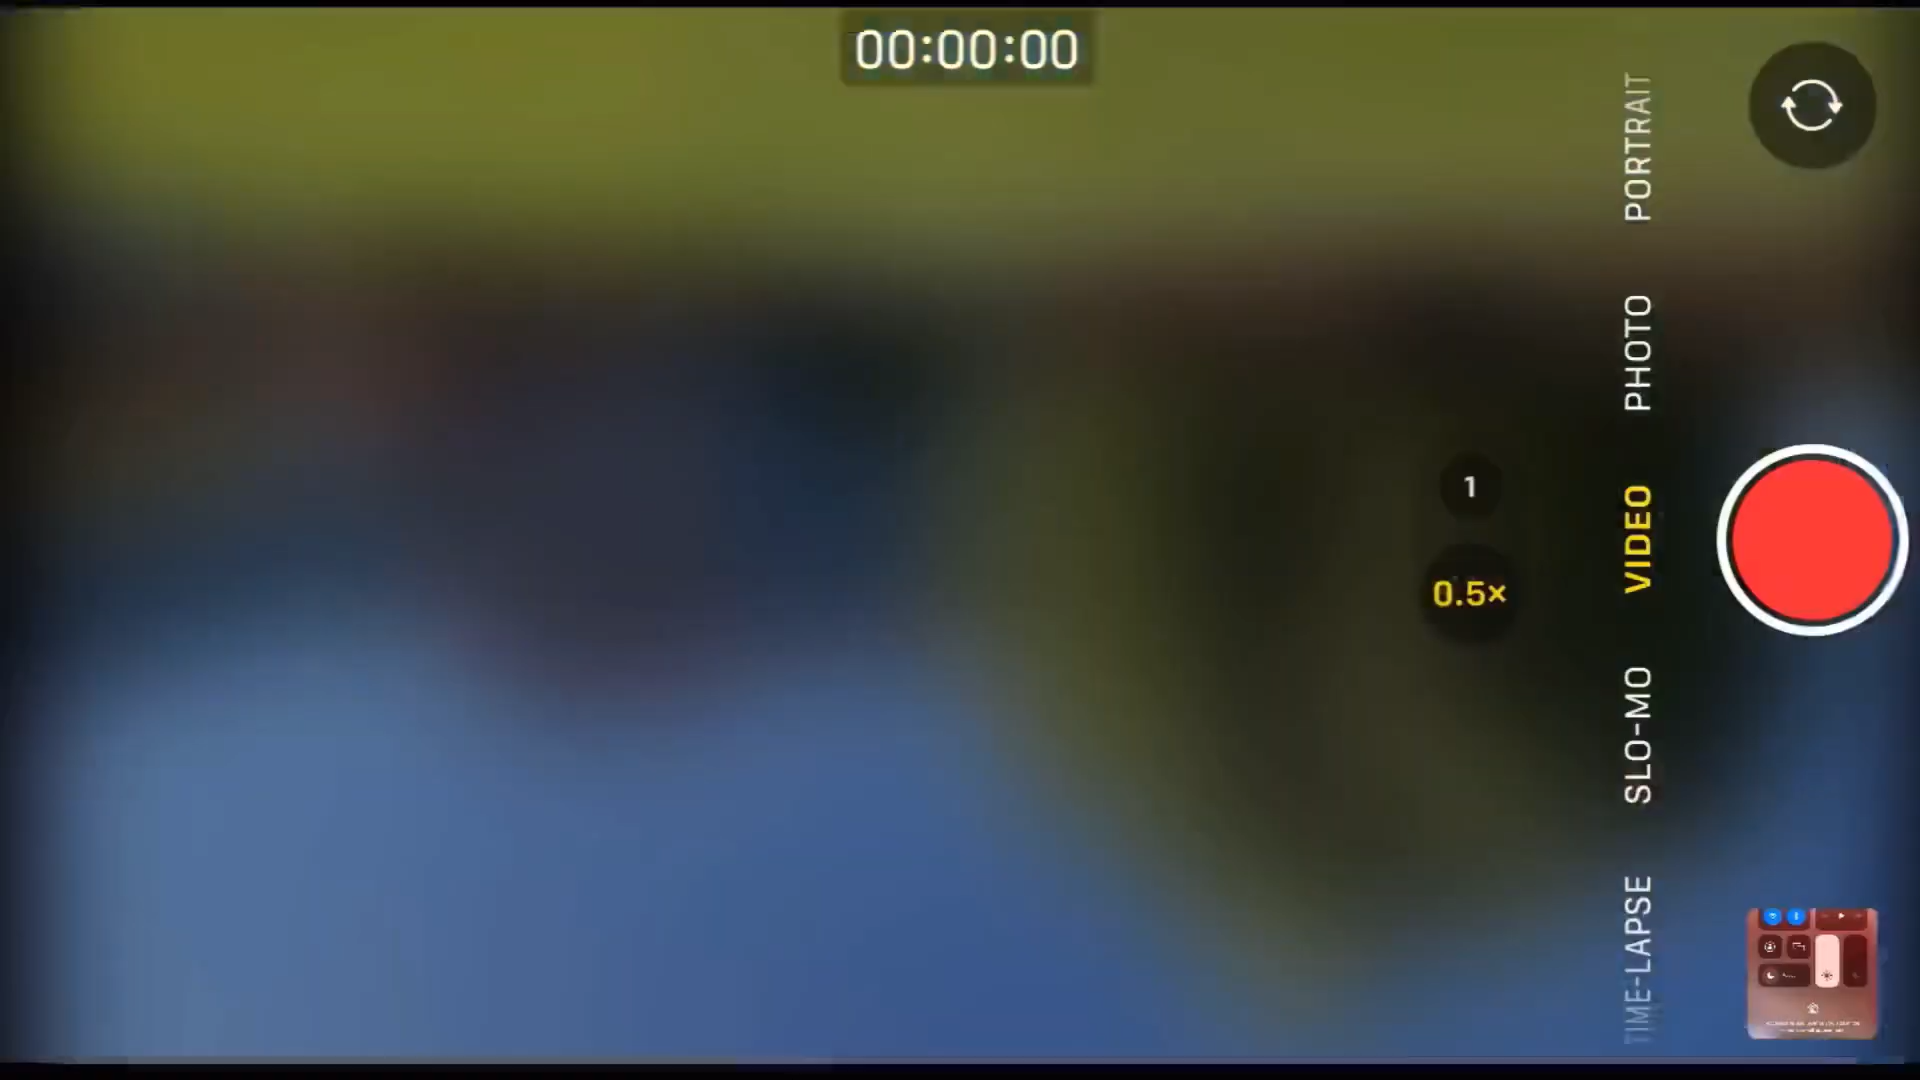 00:00:00
PORTRAIT
PHOTO
VIDEO
SLO-MO
TIME-LAPSE
1
0.5×